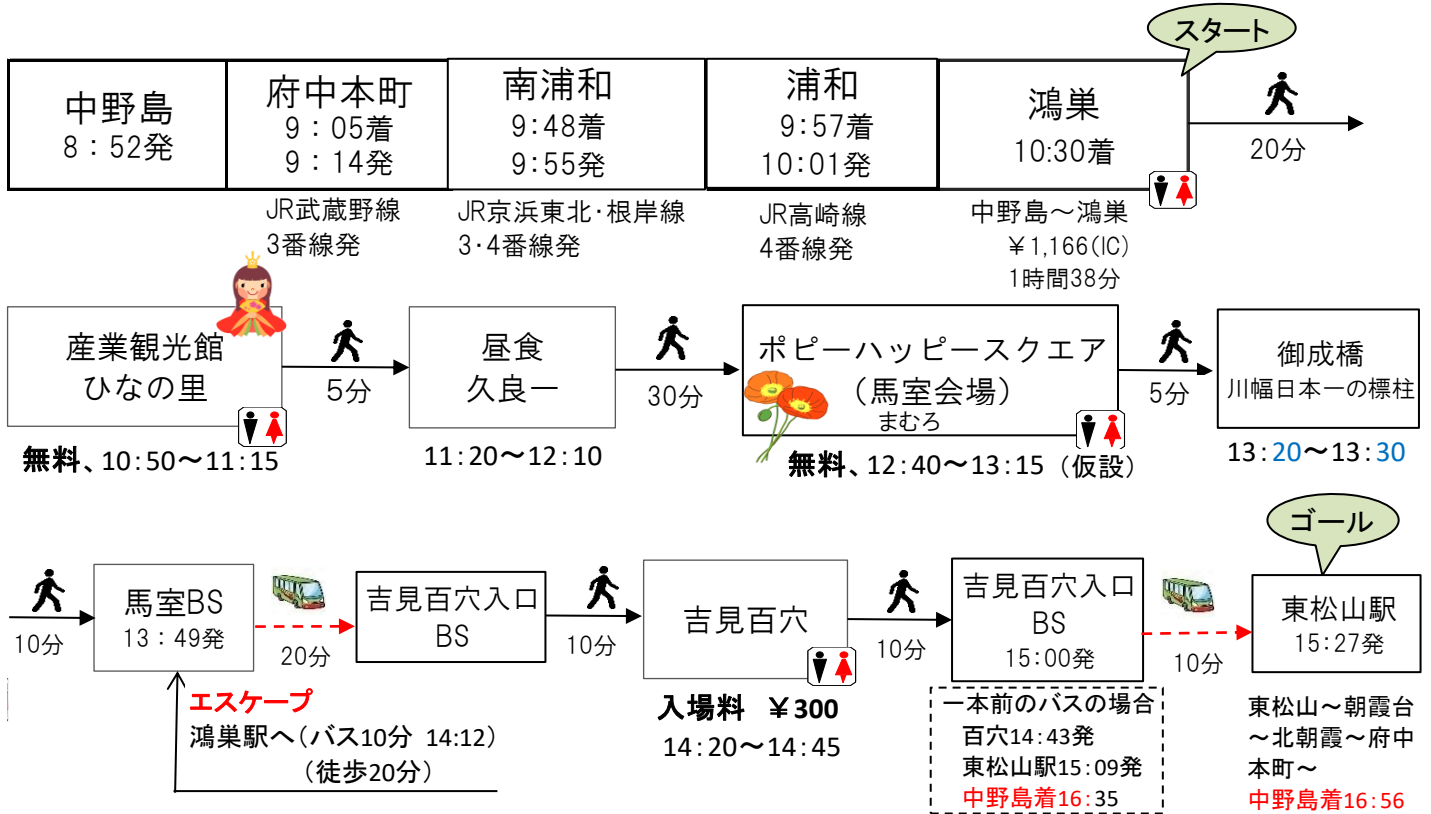 スタート
中野島
8：52発
府中本町
9：05着
9：14発
南浦和
9:48着
9:55発
浦和
9:57着
10:01発
鴻巣
10:30着
20分
JR武蔵野線
3番線発
JR京浜東北･根岸線
3･4番線発
JR高崎線
4番線発
中野島～鴻巣
￥1,166(IC)
1時間38分
産業観光館
ひなの里
5分
昼食
久良一
30分
ポピーハッピースクエア
（馬室会場）
まむろ
5分
御成橋
川幅日本一の標柱
無料、10:50～11:15
11:20～12:10
無料、12:40～13:15（仮設）
13:20～13:30
ゴール
10分
馬室BS
13：49発
20分
吉見百穴入口
BS
10分
吉見百穴
10分
吉見百穴入口
BS
15:00発
10分
東松山駅
15:27発
エスケープ
鴻巣駅へ（バス10分 14:12）
（徒歩20分）
入場料 ￥300
14:20～14:45
一本前のバスの場合
百穴14:43発
東松山駅15:09発
中野島着16:35
東松山～朝霞台
～北朝霞～府中
本町～
中野島着16:56